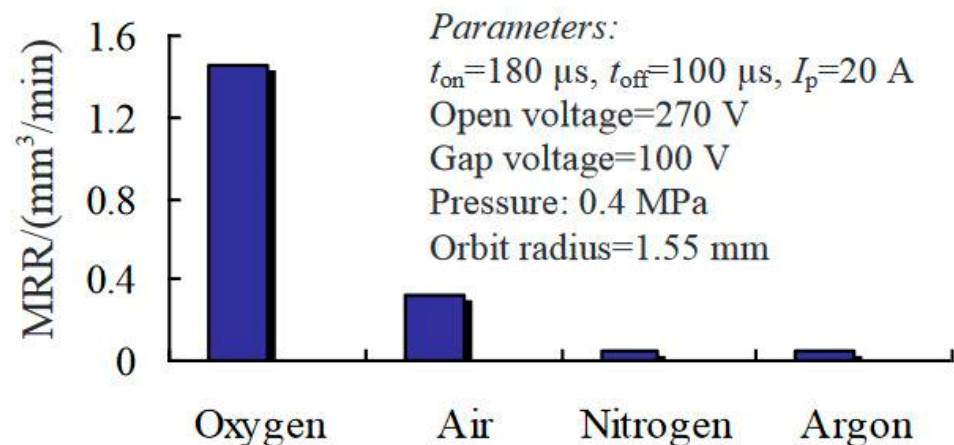 MRR/(mm³/min)
1.6
1.2
0.8
0.4
0
Parameters:
tₒₙ=180 µs, tₒff=100 µs, Iₚ=20 A
Open voltage=270 V
Gap voltage=100 V
Pressure: 0.4 MPa
Orbit radius=1.55 mm
Oxygen Air Nitrogen Argon